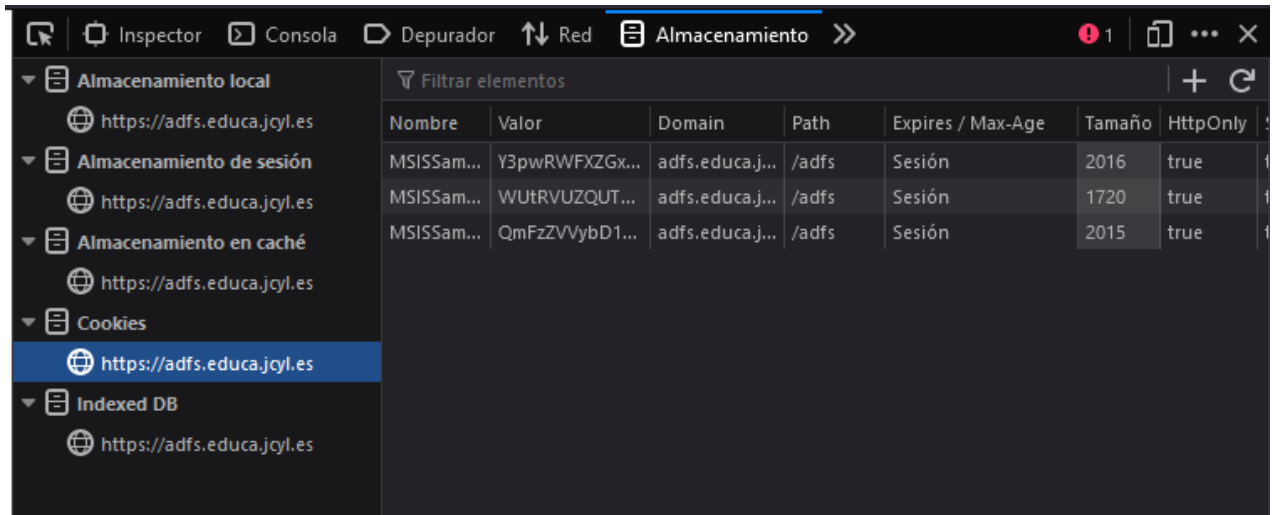 Inspector Consola Depurador Red Almacenamiento 1
Almacenamiento local
https://adfs.educa.jcyl.es
Almacenamiento de sesión
https://adfs.educa.jcyl.es
Almacenamiento en caché
https://adfs.educa.jcyl.es
Cookies
https://adfs.educa.jcyl.es
Indexed DB
https://adfs.educa.jcyl.es
Filtrar elementos
Nombre Valor Domain Path Expires / Max-Age Tamaño HttpOnly
MSISSam... Y3pwRWFXZGx... adfs.educa.j... /adfs Sesión 2016 true
MSISSam... WUtRVUZQUT... adfs.educa.j... /adfs Sesión 1720 true
MSISSam... QmFzZVVybD1... adfs.educa.j... /adfs Sesión 2015 true